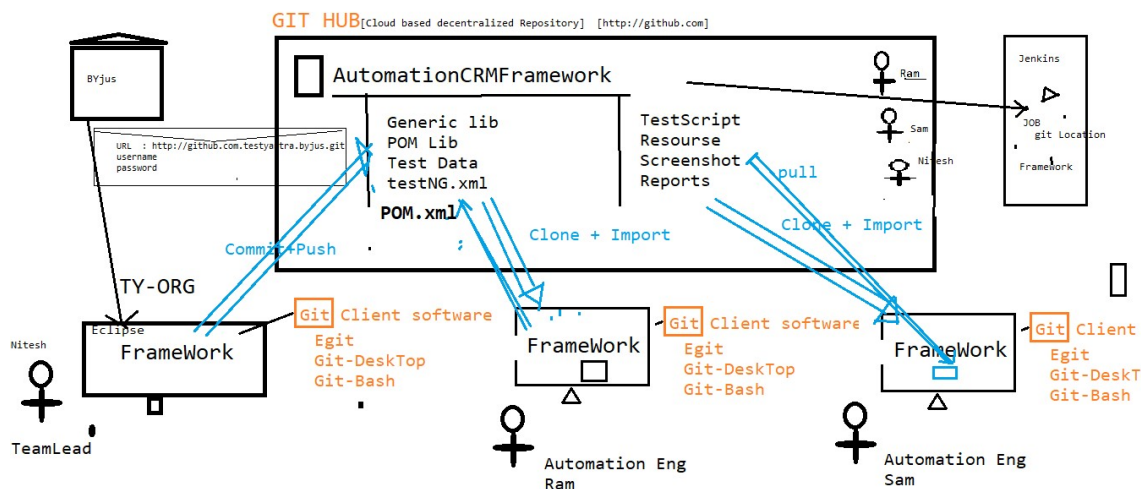 GIT HUB[Cloud based decentralized Repository] [http://github.com]
BYjus
AutomationCRMFramework
Ram
Jenkins
JOB
git Location
Framework
URL : http://github.com.testyantra.byjus.git
username
password
Generic lib
POM Lib
Test Data
testNG.xml
POM.xml
TestScript
Resourse
Screenshot
Reports
Sam
Nitesh
pull
Commit+Push
Clone + Import
Clone + Import
TY-ORG
Eclipse
FrameWork
Git Client software
Egit
Git-DeskTop
Git-Bash
Nitesh
TeamLead
FrameWork
Git Client software
Egit
Git-DeskTop
Git-Bash
Automation Eng
Ram
FrameWork
Git Client
Egit
Git-DeskT
Git-Bash
Automation Eng
Sam